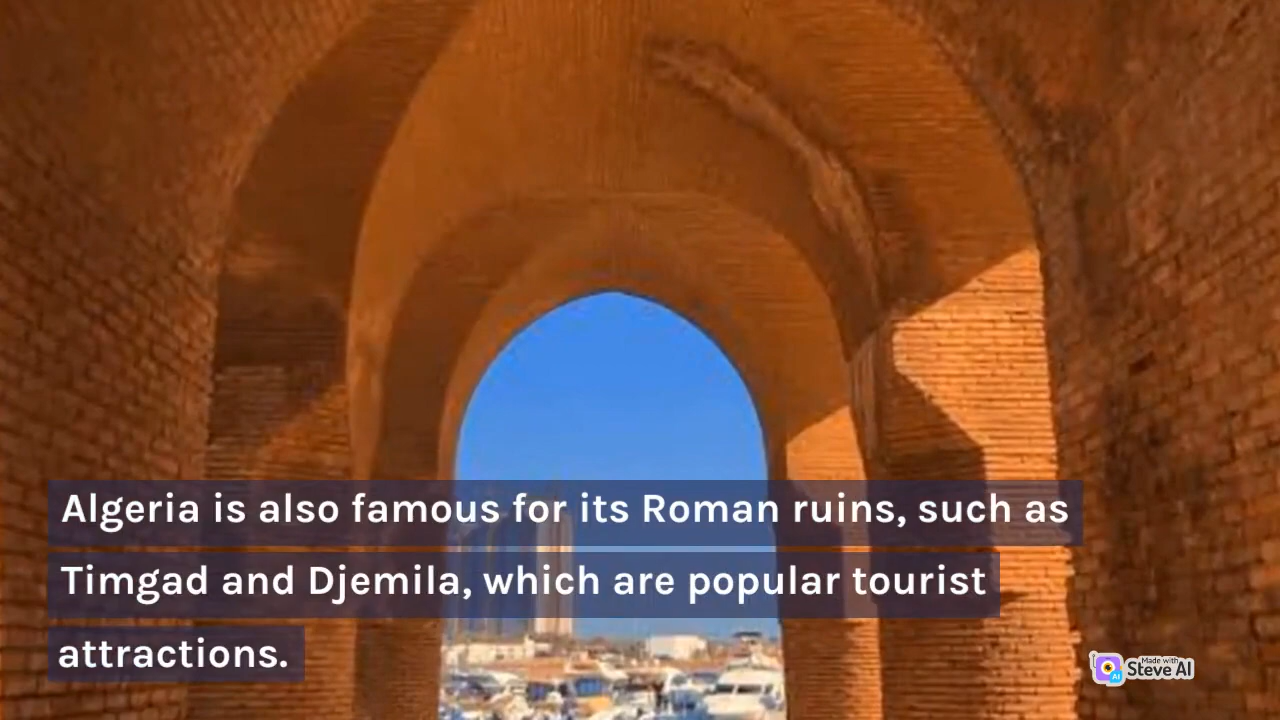 Algeria is also famous for its Roman ruins, such as
Timgad and Djemila, which are popular tourist
attractions.
Made with
Steve AI
AI